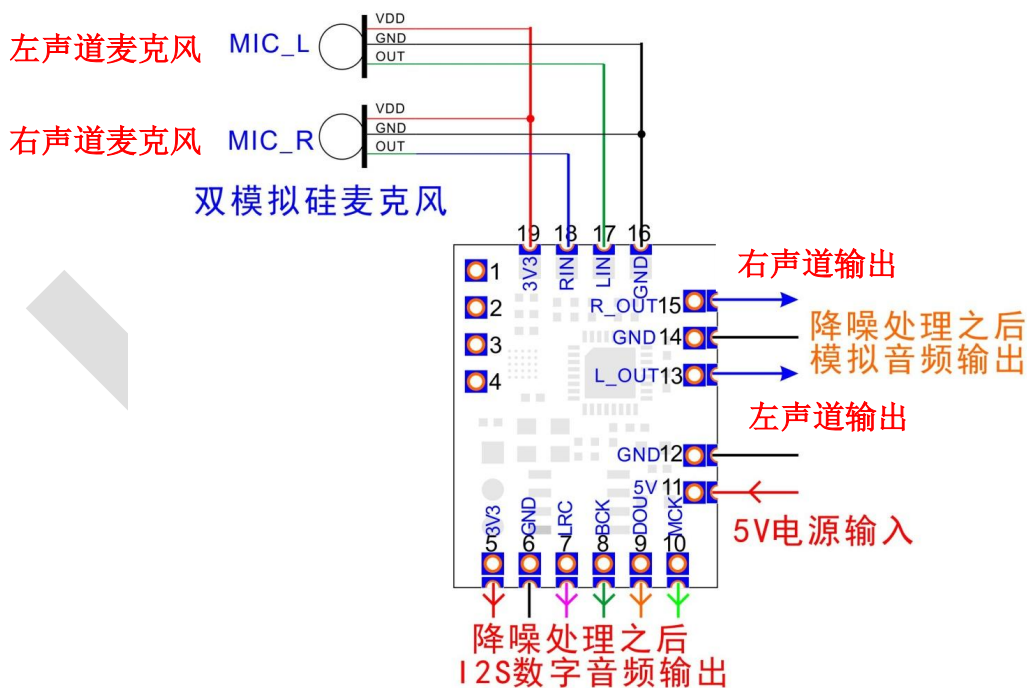 VDD
GND
OUT
左声道麦克风 MIC_L
VDD
GND
OUT
右声道麦克风 MIC_R
双模拟硅麦克风
19 18 17 16
3V3 RIN LIN GND
1
2
3
4
R_OUT 15
GND 14
L_OUT 13
GND 12
5V 11
右声道输出
降噪处理之后
模拟音频输出
左声道输出
5V电源输入
3V3 GND LRC BCK DOU MCK
5 6 7 8 9 10
降噪处理之后
I2S数字音频输出